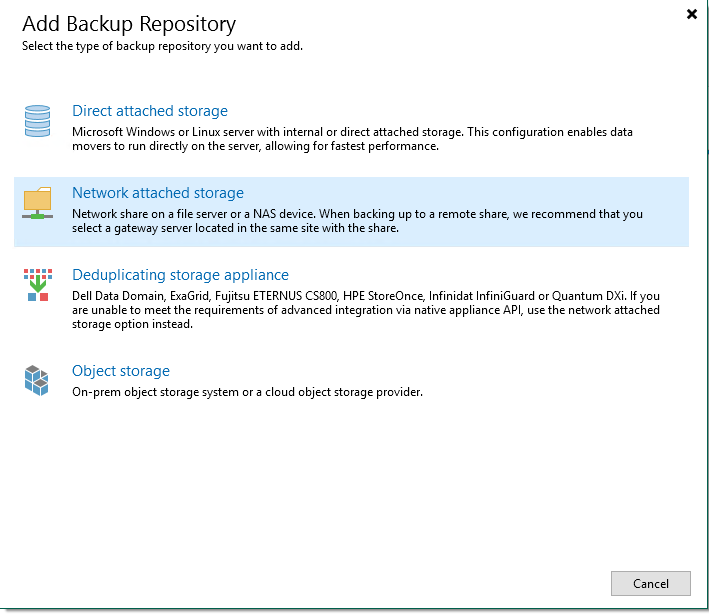 Add Backup Repository
Select the type of backup repository you want to add.
Direct attached storage
Microsoft Windows or Linux server with internal or direct attached storage. This configuration enables data
movers to run directly on the server, allowing for fastest performance.
Network attached storage
Network share on a file server or a NAS device. When backing up to a remote share, we recommend that you
select a gateway server located in the same site with the share.
Deduplicating storage appliance
Dell Data Domain, ExaGrid, Fujitsu ETERNUS CS800, HPE StoreOnce, Infinidat InfiniGuard or Quantum DXi. If you
are unable to meet the requirements of advanced integration via native appliance API, use the network attached
storage option instead.
Object storage
On-prem object storage system or a cloud object storage provider.
Cancel